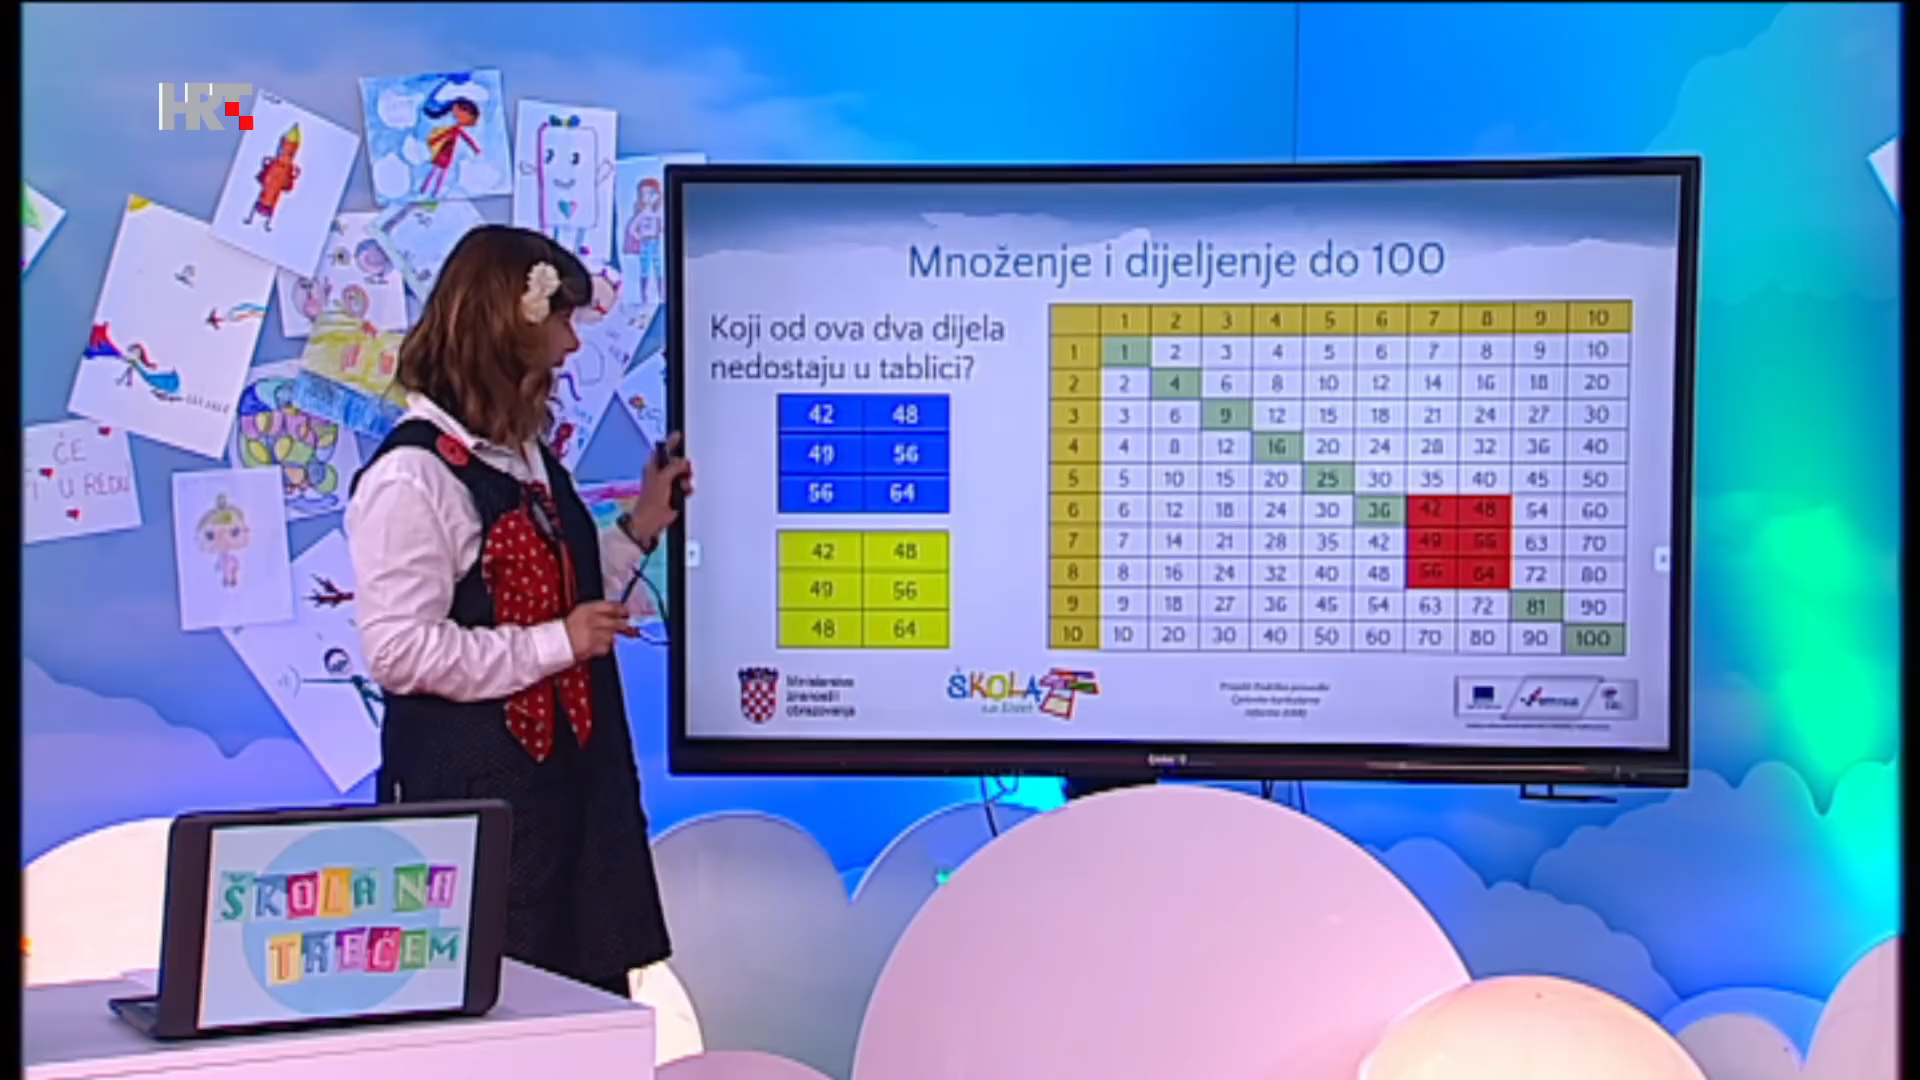 HRT
ĆE
U REDU
Množenje i dijeljenje do 100
Koji od ova dva dijela
nedostaju u tablici?
42 48
49 56
56 64
42 48
49 56
48 64
1 2 3 4 5 6 7 8 9 10
1 1 2 3 4 5 6 7 8 9 10
2 2 4 6 8 10 12 14 16 18 20
3 3 6 9 12 15 18 21 24 27 30
4 4 8 12 16 20 24 28 32 36 40
5 5 10 15 20 25 30 35 40 45 50
6 6 12 18 24 30 36 42 48 54 60
7 7 14 21 28 35 42 49 56 63 70
8 8 16 24 32 40 48 56 64 72 80
9 9 18 27 36 45 54 63 72 81 90
10 10 20 30 40 50 60 70 80 90 100
Ministarstvo
znanosti i
obrazovanja
ŠKOLA
ŠKOLA NA
TREĆEM